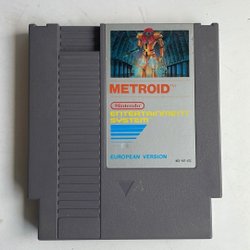 METROID
Nintendo
ENTERTAINMENT
SYSTEM
EUROPEAN VERSION